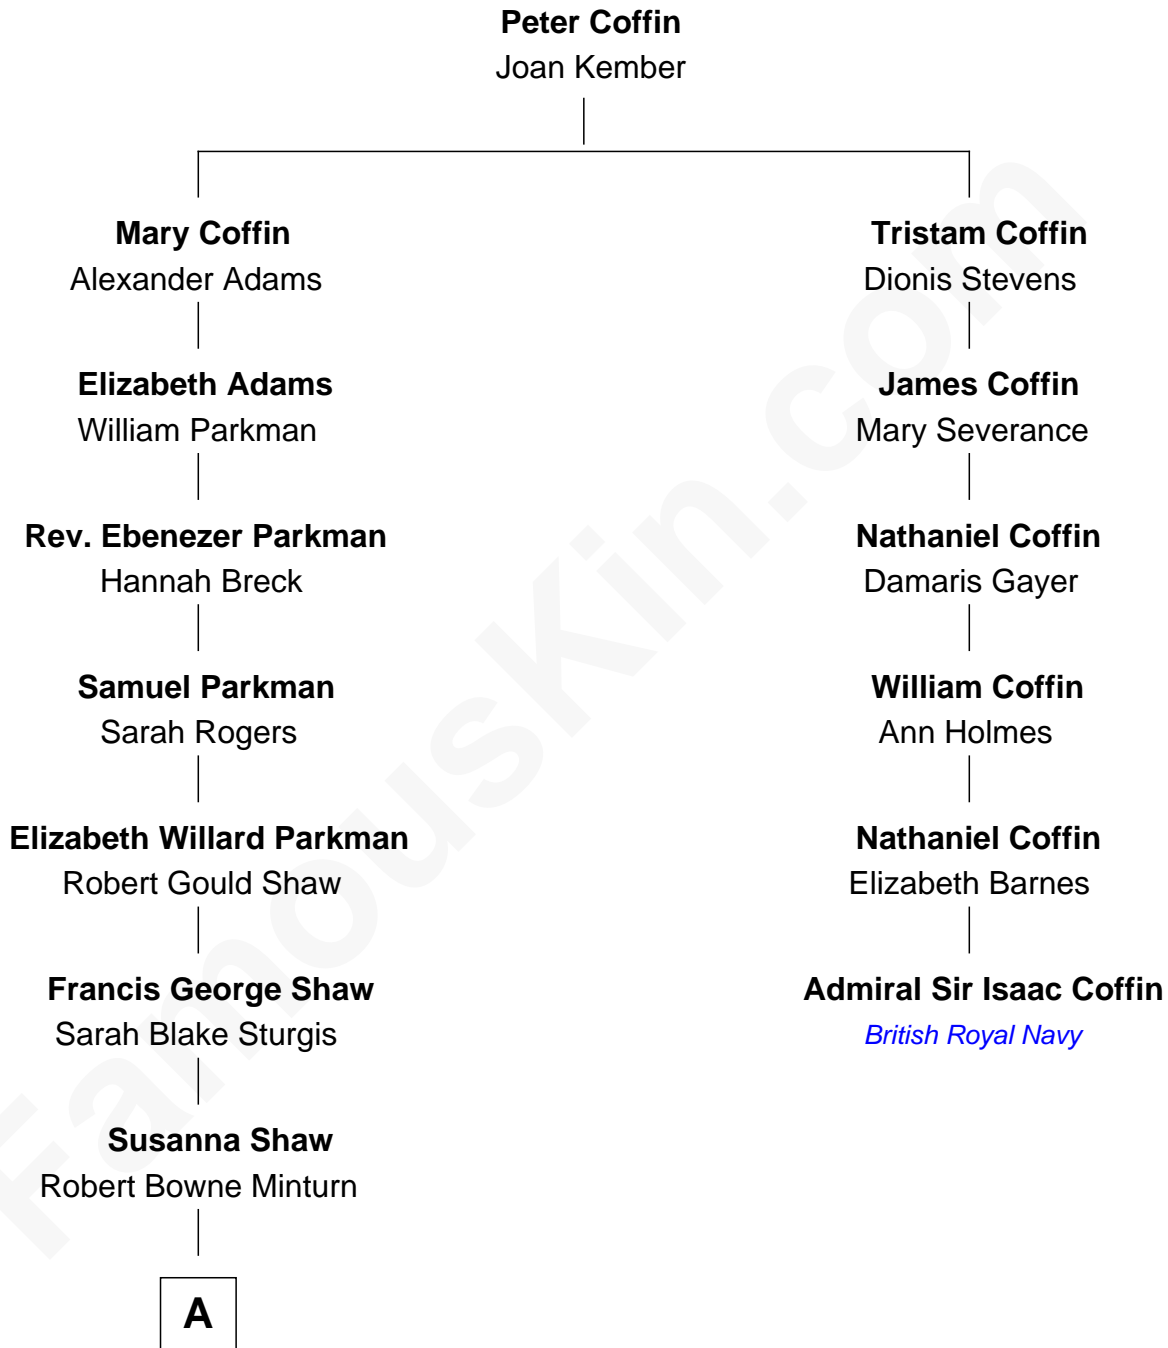 Peter Coffin
Joan Kember
Mary Coffin
Alexander Adams
Tristam Coffin
Dionis Stevens
Elizabeth Adams
William Parkman
James Coffin
Mary Severance
Rev. Ebenezer Parkman
Hannah Breck
Nathaniel Coffin
Damaris Gayer
Samuel Parkman
Sarah Rogers
William Coffin
Ann Holmes
Elizabeth Willard Parkman
Robert Gould Shaw
Nathaniel Coffin
Elizabeth Barnes
Francis George Shaw
Sarah Blake Sturgis
Admiral Sir Isaac Coffin
British Royal Navy
Susanna Shaw
Robert Bowne Minturn
A
FamousKin.com